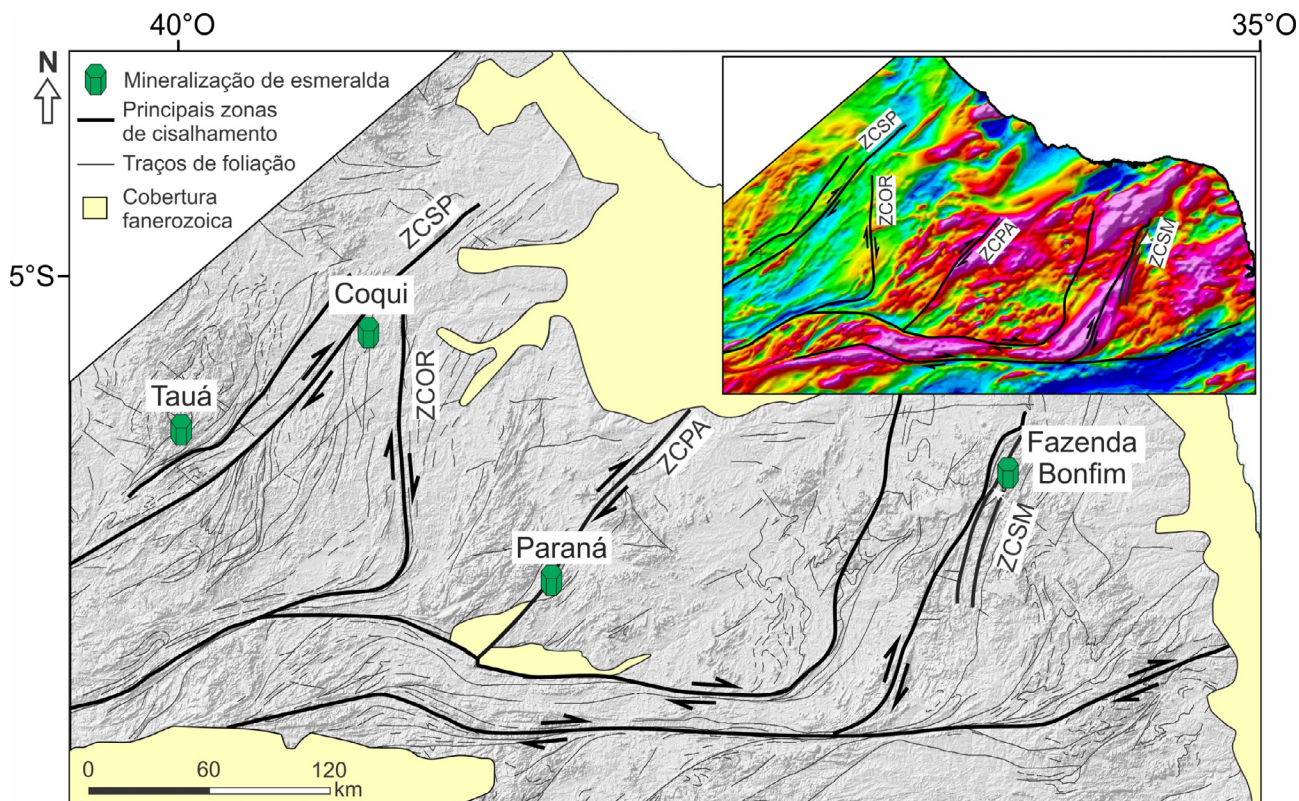 40°O
35°O
N
Mineralização de esmeralda
Principais zonas
de cisalhamento
Traços de foliação
Cobertura
fanerozoica
ZCSP
ZCOR
ZCPA
ZCSM
5°S
ZCSP
Coqui
ZCOR
Tauá
ZCPA
Fazenda
Bonfim
ZCSM
Paraná
0
60
120
km